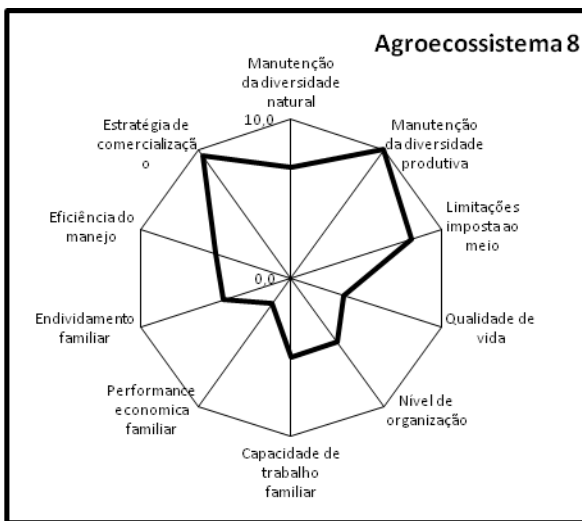 Agroecossistema 8
Manutenção
da diversidade
natural
10,0
Manutenção
da diversidade
produtiva
Limitações
imposta ao
meio
Qualidade de
vida
Nível de
organização
Capacidade de
trabalho
familiar
Performance
economica
familiar
Endividamento
familiar
Eficiência do
manejo
Estratégia de
comercializaçã
o
0,0